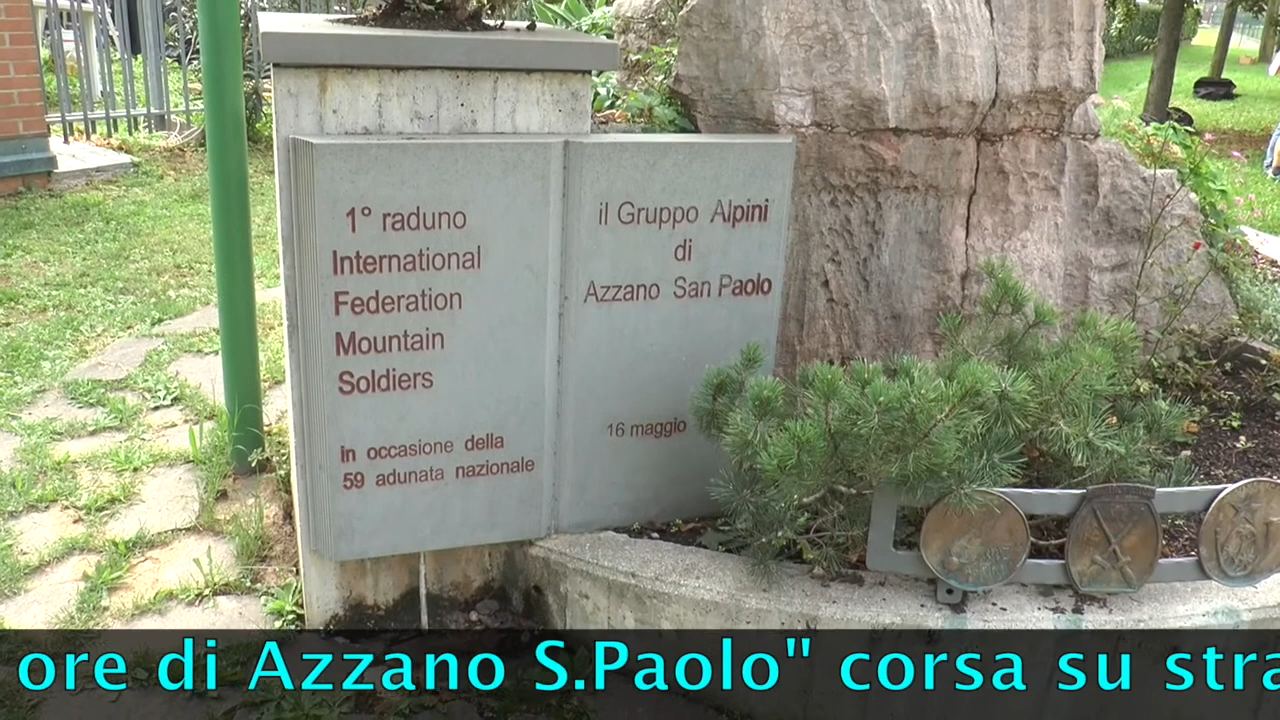 1° raduno
International
Federation
Mountain
Soldiers
in occasione della
59 adunata nazionale
il Gruppo Alpini
di
Azzano San Paolo
16 maggio
ore di Azzano S.Paolo" corsa su stra